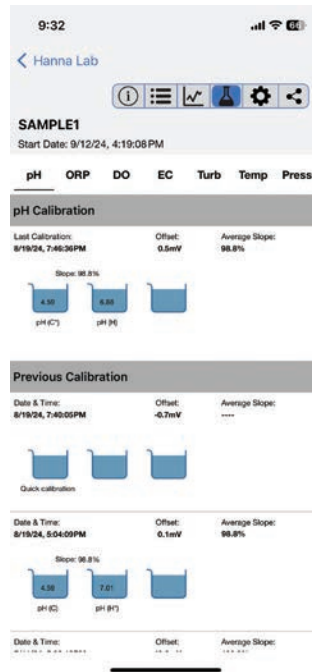 9:32
66
Hanna Lab
SAMPLE1
Start Date: 9/12/24, 4:19:08 PM
pH ORP DO EC Turb Temp Press
pH Calibration
Last Calibration: Offset: Average Slope:
8/19/24, 7:46:36PM 0.5mV 98.8%
Slope: 98.8%
6.88
pH (C*) pH (H)
Previous Calibration
Date & Time: Offset: Average Slope:
8/19/24, 7:40:05PM -0.7mV ----
Quick calibration
Date & Time: Offset: Average Slope:
8/19/24, 5:04:09PM 0.1mV 98.8%
Slope: 98.8%
7.01
pH (C) pH (H*)
Date & Time: Offset: Average Slope: